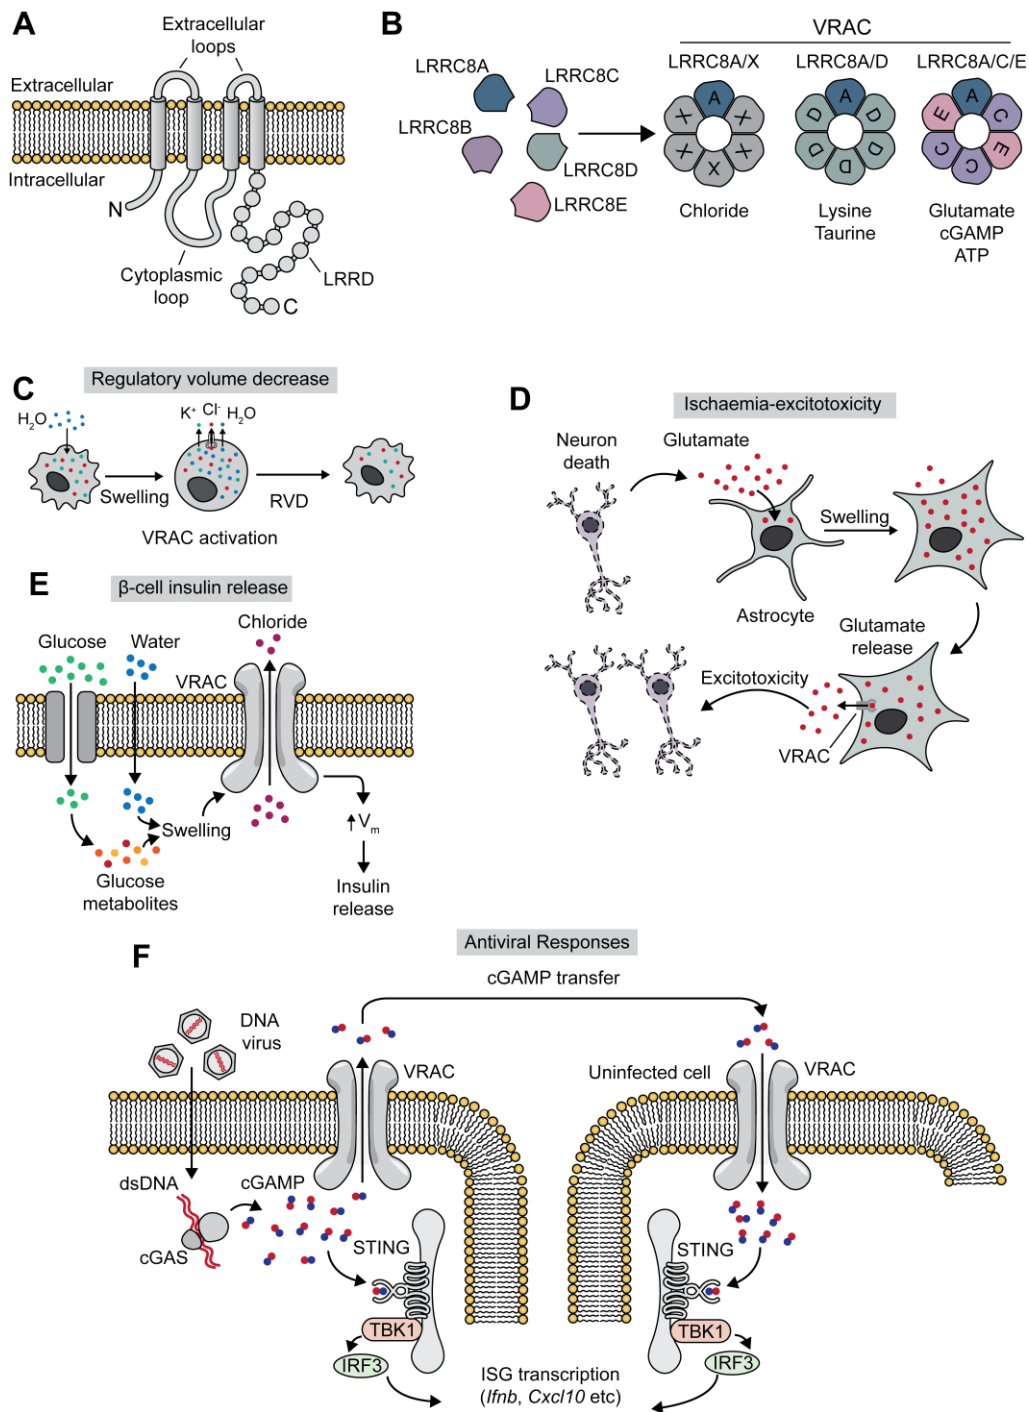 A
Extracellular
loops
Extracellular
Intracellular
N
Cytoplasmic
loop
LRRD
C
B
VRAC
LRRC8A
LRRC8C
LRRC8B
LRRC8D
LRRC8E
LRRC8A/X
LRRC8A/D
LRRC8A/C/E
A
X
X
X
X
X
A
D
D
D
D
D
A
C
E
C
C
E
Chloride
Lysine
Taurine
Glutamate
cGAMP
ATP
C
Regulatory volume decrease
H₂O
K⁺
Cl⁻
H₂O
Swelling
RVD
VRAC activation
D
Ischaemia-excitotoxicity
Neuron
death
Glutamate
Swelling
Astrocyte
Glutamate
release
Excitotoxicity
VRAC
E
β-cell insulin release
Glucose
Water
Chloride
VRAC
Swelling
Glucose
metabolites
↑ Vₘ
Insulin
release
F
Antiviral Responses
cGAMP transfer
DNA
virus
VRAC
Uninfected cell
VRAC
dsDNA
cGAMP
cGAS
STING
STING
TBK1
TBK1
IRF3
IRF3
ISG transcription
(Ifnb, Cxcl10 etc)